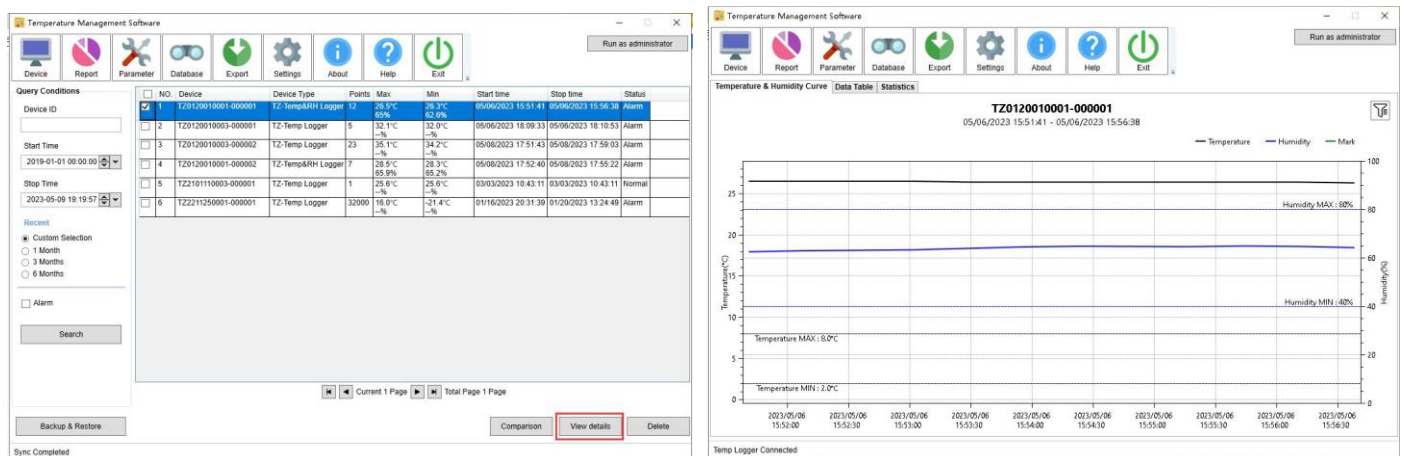 Temperature Management Software
Run as administrator
Device Report Parameter Database Export Settings About Help Exit
Query Conditions
Device ID
Start Time
2019-01-01 00:00:00
Stop Time
2023-05-09 19:19:57
Recent
Custom Selection
1 Month
3 Months
6 Months
Alarm
Search
Backup & Restore
Sync Completed
NO. Device Device Type Points Max Min Start time Stop time Status
1 TZ0120010001-000001 TZ-Temp&RH Logger 12 26.5°C 26.3°C 05/06/2023 15:51:41 05/06/2023 15:56:38 Alarm
65% 62.6%
2 TZ0120010003-000001 TZ-Temp Logger 5 32.1°C 32.0°C 05/06/2023 18:09:33 05/06/2023 18:10:53 Alarm
--% --%
3 TZ0120010003-000002 TZ-Temp Logger 23 35.1°C 34.2°C 05/08/2023 17:51:43 05/08/2023 17:59:03 Alarm
--% --%
4 TZ0120010001-000002 TZ-Temp&RH Logger 7 28.5°C 28.3°C 05/08/2023 17:52:40 05/08/2023 17:55:22 Alarm
65.9% 65.2%
5 TZ2101110003-000001 TZ-Temp Logger 1 25.6°C 25.6°C 03/03/2023 10:43:11 03/03/2023 10:43:11 Normal
--% --%
6 TZ2211250001-000001 TZ-Temp Logger 32000 16.0°C -21.4°C 01/16/2023 20:31:39 01/20/2023 13:24:49 Alarm
--% --%
Current 1 Page Total Page 1 Page
Comparison View details Delete
Temperature Management Software
Run as administrator
Device Report Parameter Database Export Settings About Help Exit
Temperature & Humidity Curve Data Table Statistics
TZ0120010001-000001
05/06/2023 15:51:41 - 05/06/2023 15:56:38
Temperature Humidity Mark
Temperature(°C)
25
20
15
10
5
0
Humidity MAX : 80%
Humidity MIN : 40%
Temperature MAX : 8.0°C
Temperature MIN : 2.0°C
100
80
60
40
20
0
Humidity(%)
2023/05/06 2023/05/06 2023/05/06 2023/05/06 2023/05/06 2023/05/06 2023/05/06 2023/05/06 2023/05/06 2023/05/06
15:52:00 15:52:30 15:53:00 15:53:30 15:54:00 15:54:30 15:55:00 15:55:30 15:56:00 15:56:30
Temp Logger Connected